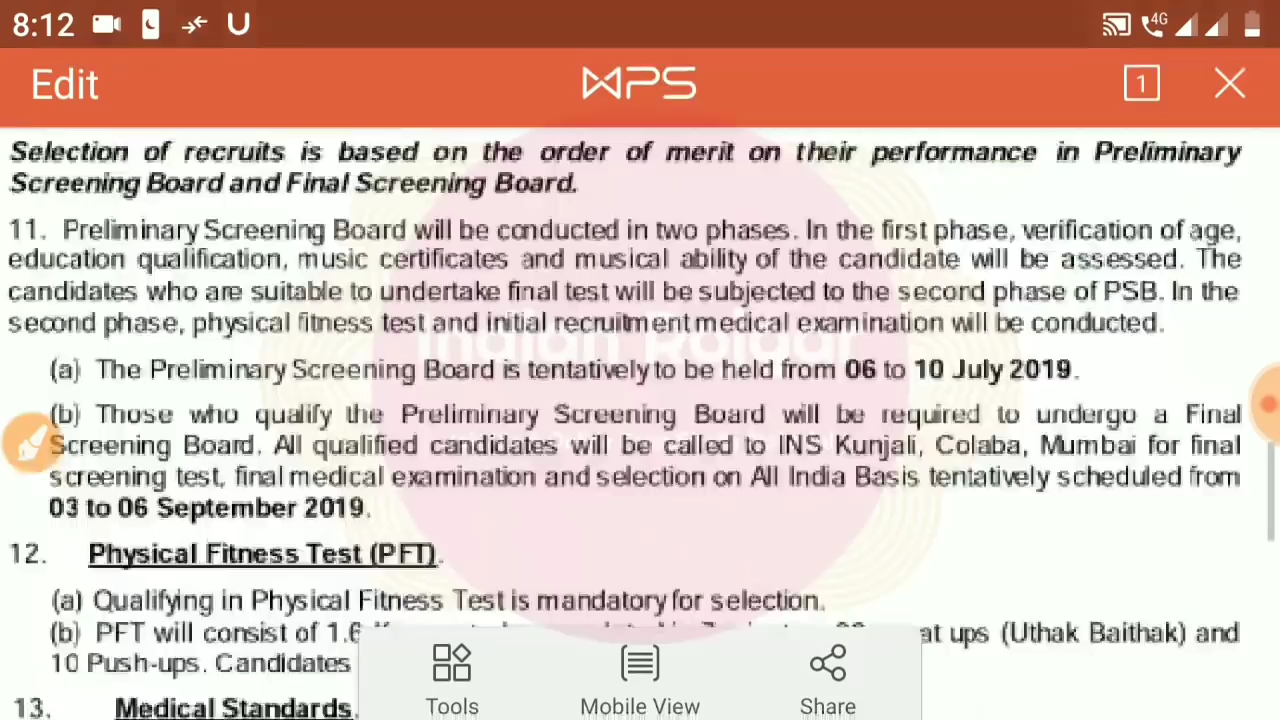 8:12
4G
Edit
WPS
1
Selection of recruits is based on the order of merit on their performance in Preliminary
Screening Board and Final Screening Board.
11. Preliminary Screening Board will be conducted in two phases. In the first phase, verification of age,
education qualification, music certificates and musical ability of the candidate will be assessed. The
candidates who are suitable to undertake final test will be subjected to the second phase of PSB. In the
second phase, physical fitness test and initial recruitment medical examination will be conducted.
Indian Rojgar
(a) The Preliminary Screening Board is tentatively to be held from 06 to 10 July 2019.
(b) Those who qualify the Preliminary Screening Board will be required to undergo a Final
Screening Board. All qualified candidates will be called to INS Kunjali, Colaba, Mumbai for final
screening test, final medical examination and selection on All India Basis tentatively scheduled from
03 to 06 September 2019.
12. Physical Fitness Test (PFT).
(a) Qualifying in Physical Fitness Test is mandatory for selection.
(b) PFT will consist of 1.6 at ups (Uthak Baithak) and
10 Push-ups. Candidates
13. Medical Standards.
Tools
Mobile View
Share